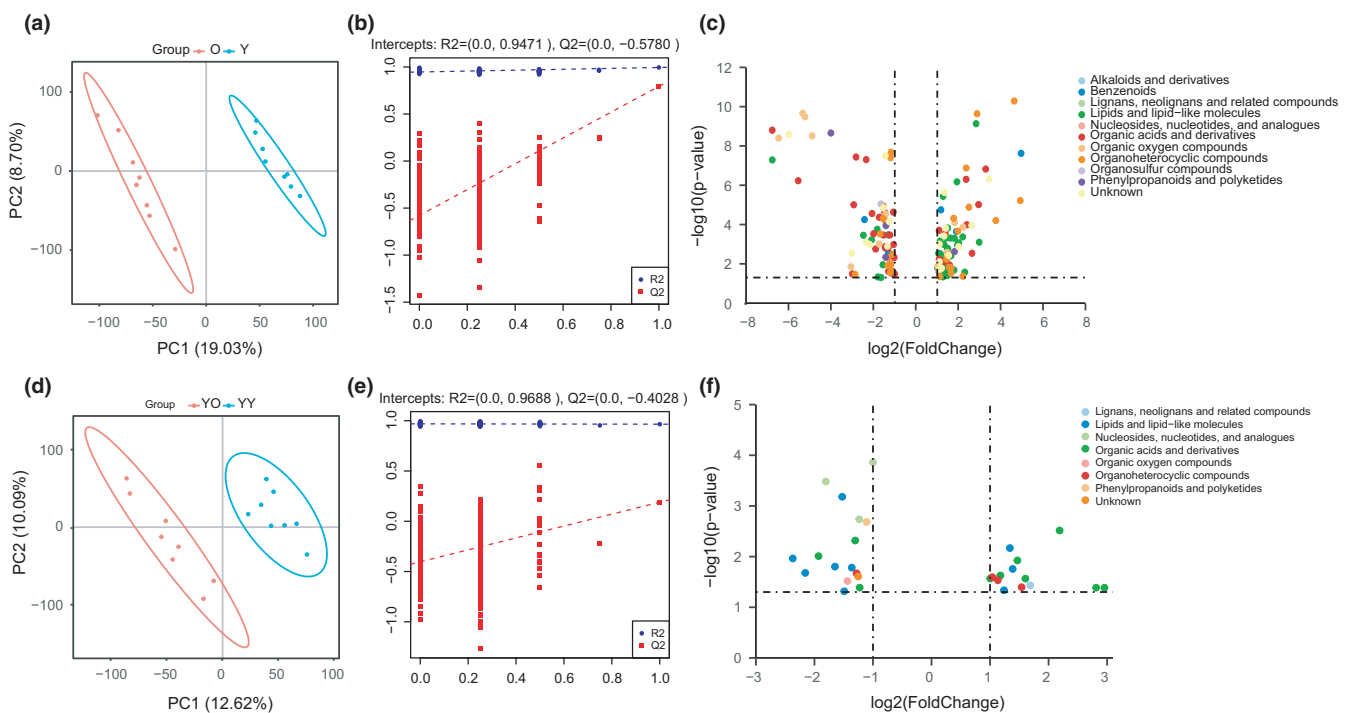 (a)
Group O Y
PC2 (8.70%)
100
0
−100
−100 −50 0 50 100
PC1 (19.03%)
(b)
Intercepts: R2=(0.0, 0.9471 ), Q2=(0.0, −0.5780 )
1.0
0.5
0.0
−0.5
−1.0
−1.5
R2
Q2
0.0 0.2 0.4 0.6 0.8 1.0
(c)
−log10(p-value)
12
10
8
6
4
2
0
−8 −6 −4 −2 0 2 4 6 8
log2(FoldChange)
Alkaloids and derivatives
Benzenoids
Lignans, neolignans and related compounds
Lipids and lipid-like molecules
Nucleosides, nucleotides, and analogues
Organic acids and derivatives
Organic oxygen compounds
Organoheterocyclic compounds
Organosulfur compounds
Phenylpropanoids and polyketides
Unknown
(d)
Group YO YY
PC2 (10.09%)
100
0
−100
−100 −50 0 50 100
PC1 (12.62%)
(e)
Intercepts: R2=(0.0, 0.9688 ), Q2=(0.0, −0.4028 )
1.0
0.5
0.0
−0.5
−1.0
R2
Q2
0.0 0.2 0.4 0.6 0.8 1.0
(f)
−log10(p-value)
5
4
3
2
1
0
−3 −2 −1 0 1 2 3
log2(FoldChange)
Lignans, neolignans and related compounds
Lipids and lipid-like molecules
Nucleosides, nucleotides, and analogues
Organic acids and derivatives
Organic oxygen compounds
Organoheterocyclic compounds
Phenylpropanoids and polyketides
Unknown